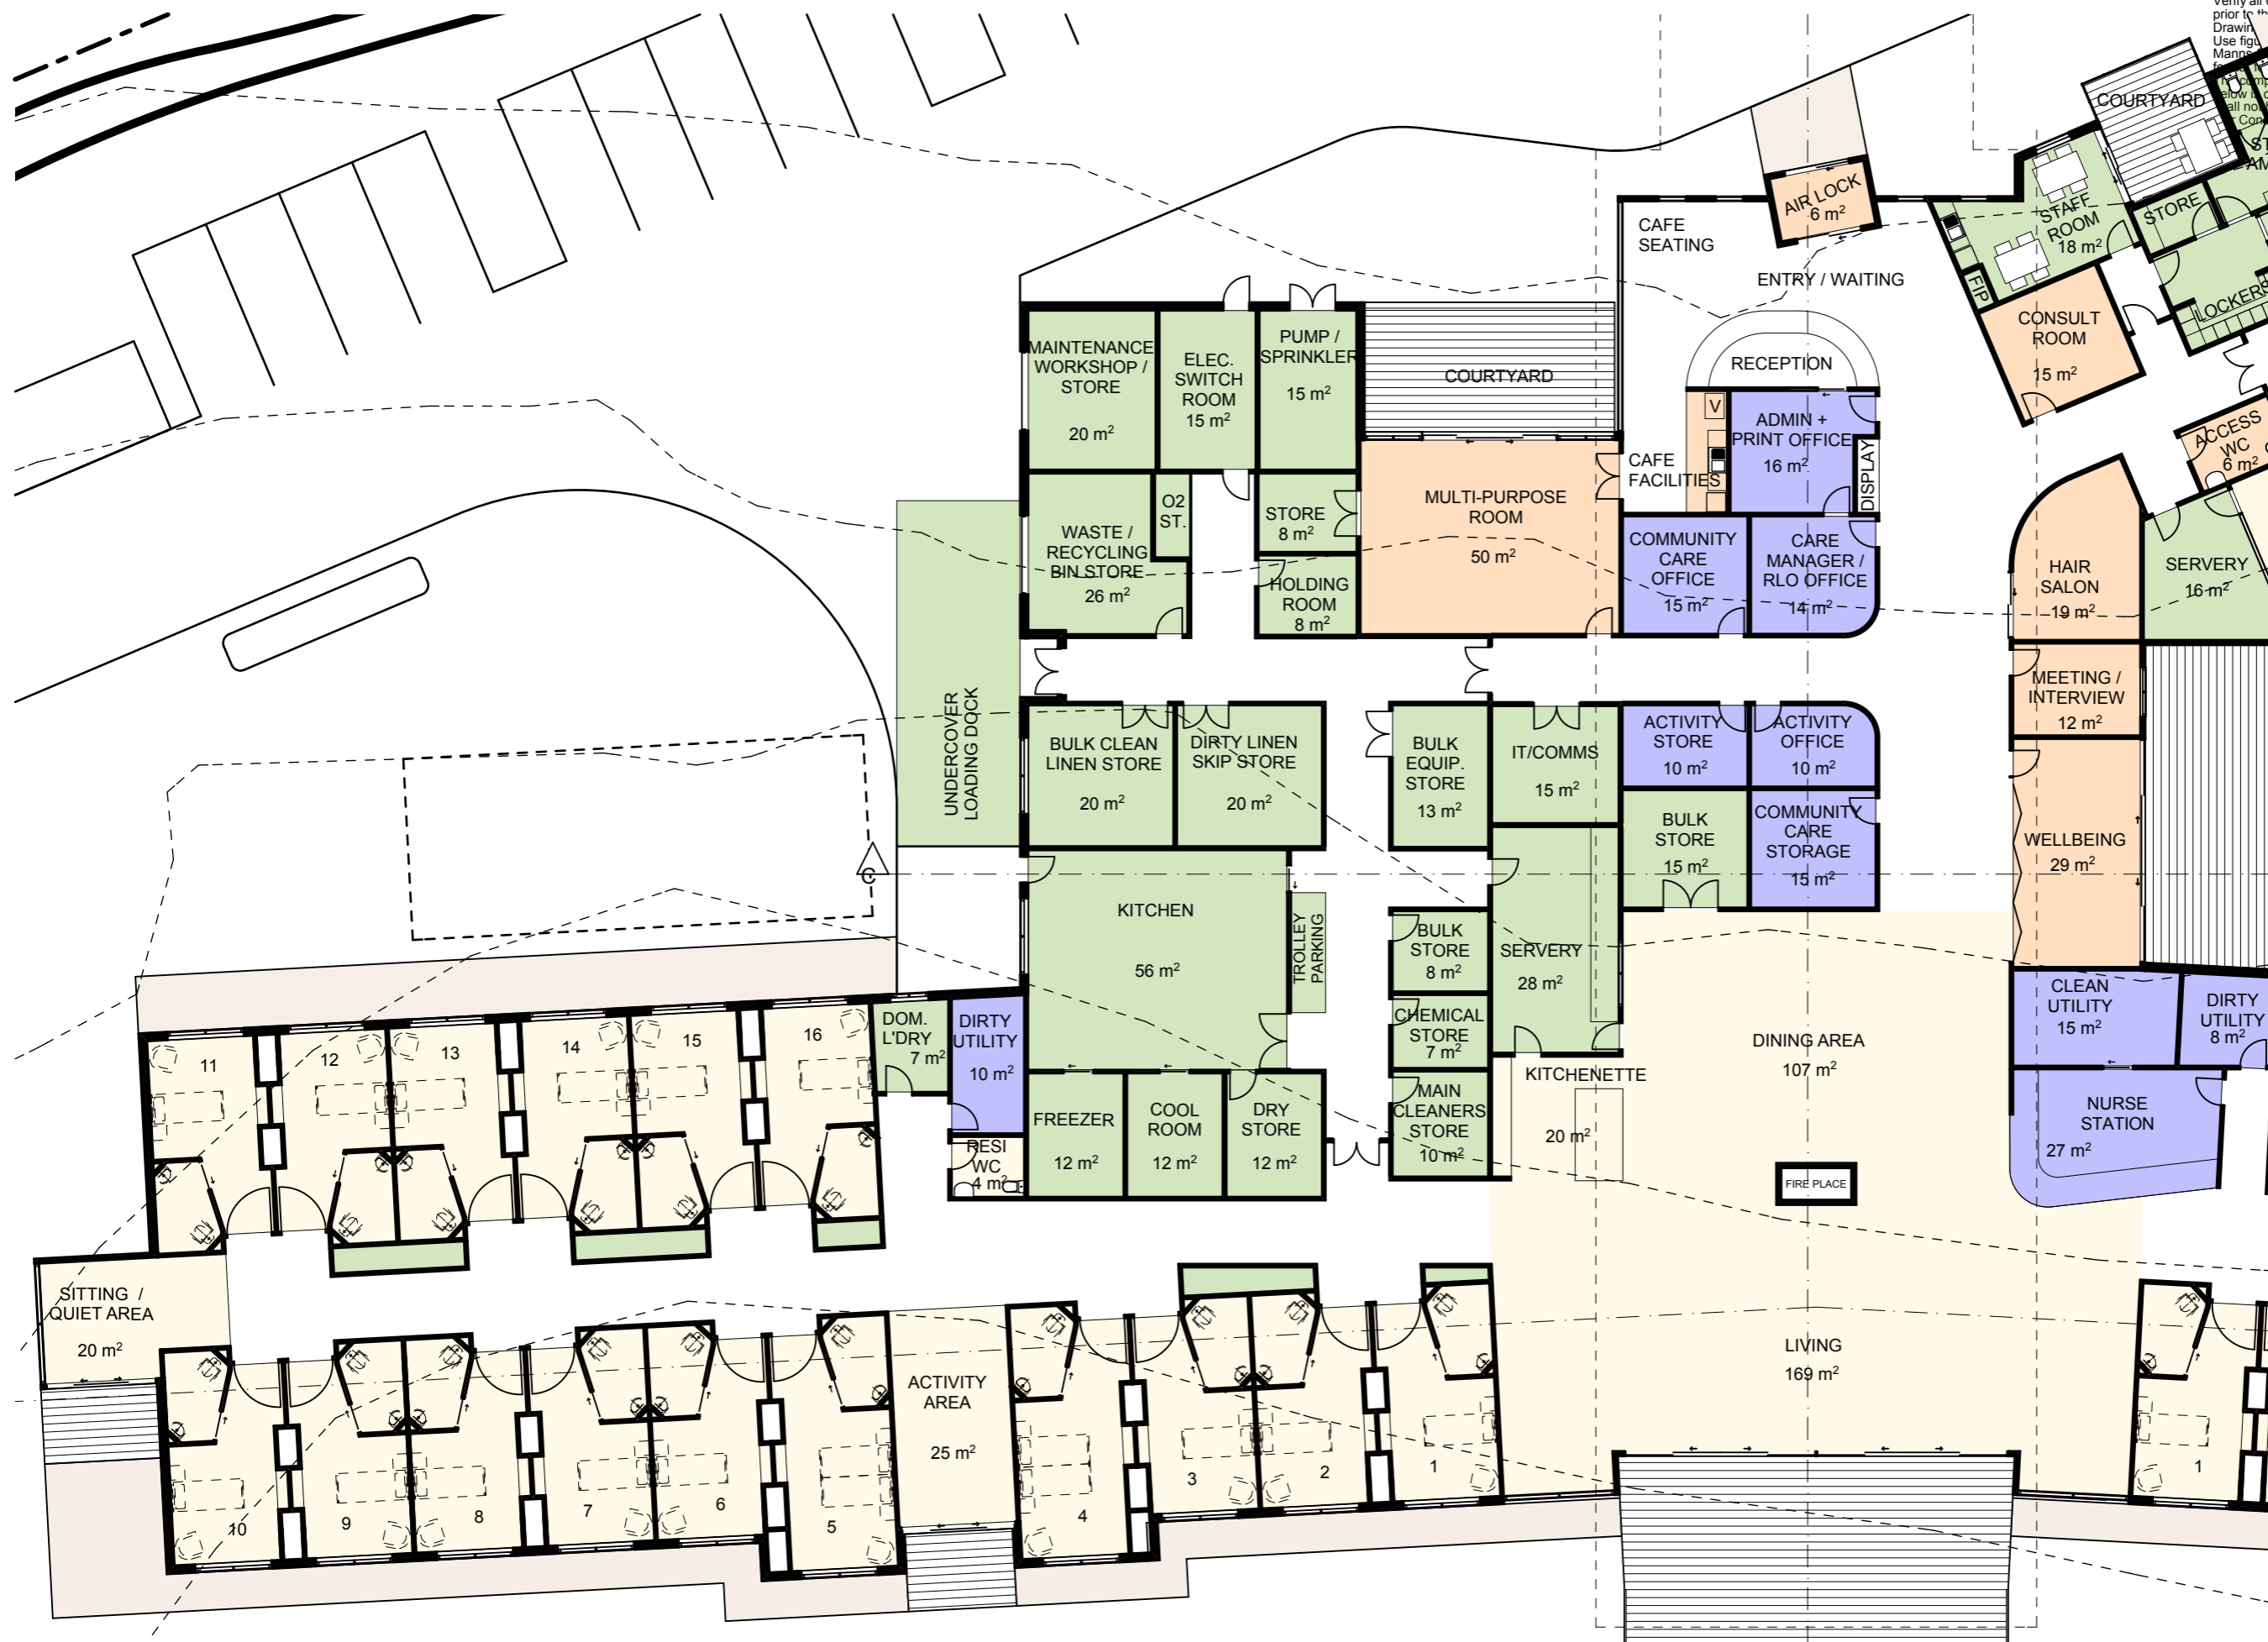 Verify all
prior to th
Drawin
Use figu
Manns
COURTYARD
AIR LOCK
6 m²
CAFE
SEATING
ENTRY / WAITING
STAFF
ROOM
18 m²
STORE
FIP
LOCKERS
CONSULT
ROOM
15 m²
RECEPTION
MAINTENANCE
WORKSHOP /
STORE
20 m²
ELEC.
SWITCH
ROOM
15 m²
PUMP /
SPRINKLER
15 m²
COURTYARD
V
ADMIN +
PRINT OFFICE
16 m²
DISPLAY
CAFE
FACILITIES
ACCESS
WC
6 m²
WASTE /
RECYCLING
BIN STORE
26 m²
O2
ST.
STORE
8 m²
HOLDING
ROOM
8 m²
MULTI-PURPOSE
ROOM
50 m²
COMMUNITY
CARE
OFFICE
15 m²
CARE
MANAGER /
RLO OFFICE
14 m²
HAIR
SALON
19 m²
SERVERY
16 m²
MEETING /
INTERVIEW
12 m²
UNDERCOVER
LOADING DOCK
BULK CLEAN
LINEN STORE
20 m²
DIRTY LINEN
SKIP STORE
20 m²
BULK
EQUIP.
STORE
13 m²
IT/COMMS
15 m²
ACTIVITY
STORE
10 m²
ACTIVITY
OFFICE
10 m²
BULK
STORE
15 m²
COMMUNITY
CARE
STORAGE
15 m²
WELLBEING
29 m²
C
KITCHEN
56 m²
TROLLEY
PARKING
BULK
STORE
8 m²
SERVERY
28 m²
CHEMICAL
STORE
7 m²
MAIN
CLEANERS
STORE
10 m²
KITCHENETTE
20 m²
DINING AREA
107 m²
CLEAN
UTILITY
15 m²
DIRTY
UTILITY
8 m²
NURSE
STATION
27 m²
FIRE PLACE
DOM.
L'DRY
7 m²
DIRTY
UTILITY
10 m²
RESI
WC
4 m²
FREEZER
12 m²
COOL
ROOM
12 m²
DRY
STORE
12 m²
11
12
13
14
15
16
SITTING /
QUIET AREA
20 m²
ACTIVITY
AREA
25 m²
LIVING
169 m²
10
9
8
7
6
5
4
3
2
1
1